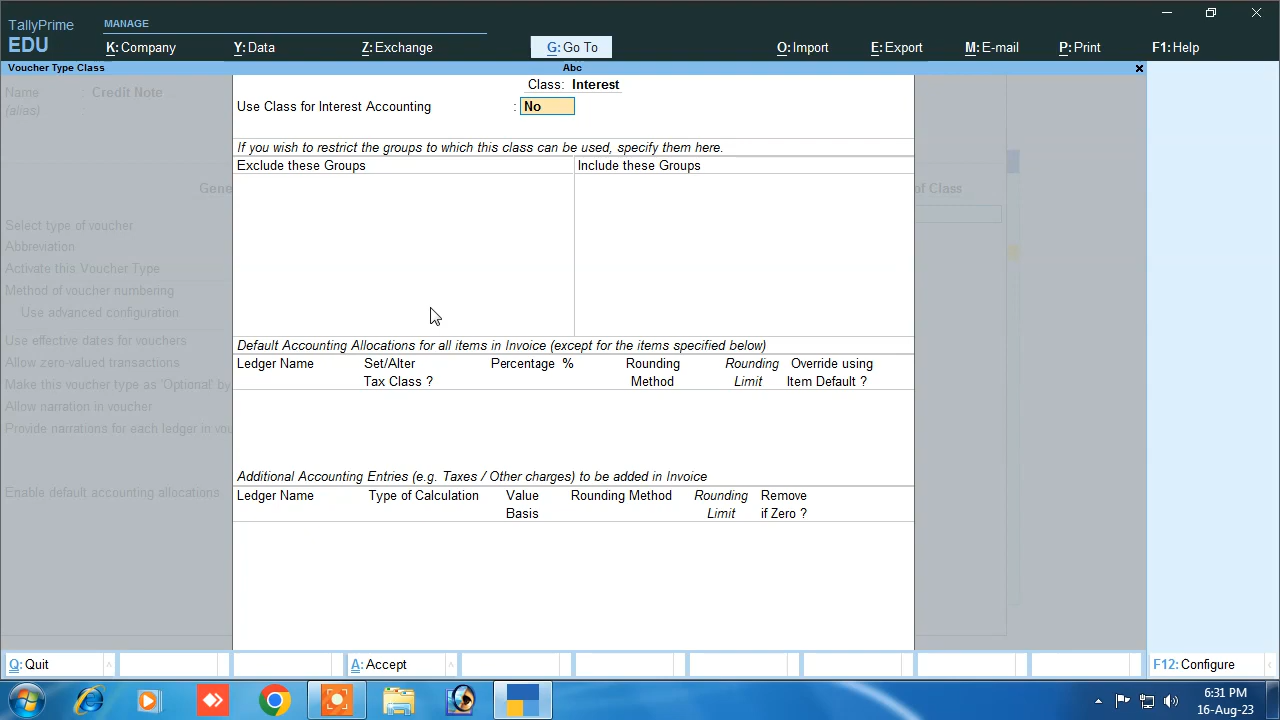 TallyPrime
EDU
MANAGE
K: Company
Y: Data
Z: Exchange
G: Go To
O: Import
E: Export
M: E-mail
P: Print
F1: Help
Voucher Type Class
Abc
Name : Credit Note
(alias) :
Class: Interest
Use Class for Interest Accounting : No
If you wish to restrict the groups to which this class can be used, specify them here.
Exclude these Groups
Include these Groups
Gene
of Class
Select type of voucher
Abbreviation
Activate this Voucher Type
Method of voucher numbering
Use advanced configuration
Use effective dates for vouchers
Allow zero-valued transactions
Make this voucher type as 'Optional' by
Allow narration in voucher
Provide narrations for each ledger in vou
Enable default accounting allocations
Default Accounting Allocations for all items in Invoice (except for the items specified below)
Ledger Name Set/Alter Percentage % Rounding Rounding Override using
Tax Class ? Method Limit Item Default ?
Additional Accounting Entries (e.g. Taxes / Other charges) to be added in Invoice
Ledger Name Type of Calculation Value Rounding Method Rounding Remove
Basis Limit if Zero ?
Q: Quit
A: Accept
F12: Configure
6:31 PM
16-Aug-23